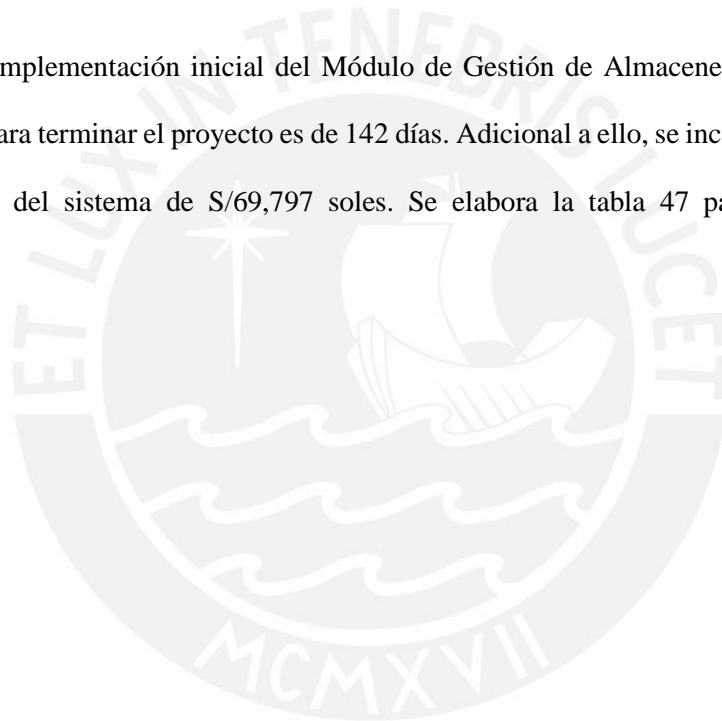 mplementación inicial del Módulo de Gestión de Almacene
ara terminar el proyecto es de 142 días. Adicional a ello, se inc
del sistema de S/69,797 soles. Se elabora la tabla 47 pa
ET LUX IN TENEBRIS LUCET
MCMXVII